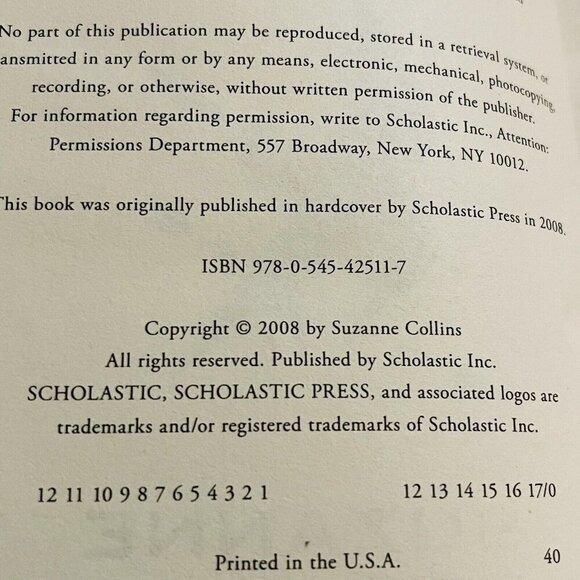 No part of this publication may be reproduced, stored in a retrieval system, or
ansmitted in any form or by any means, electronic, mechanical, photocopying,
recording, or otherwise, without written permission of the publisher.
For information regarding permission, write to Scholastic Inc., Attention:
Permissions Department, 557 Broadway, New York, NY 10012.
This book was originally published in hardcover by Scholastic Press in 2008.
ISBN 978-0-545-42511-7
Copyright © 2008 by Suzanne Collins
All rights reserved. Published by Scholastic Inc.
SCHOLASTIC, SCHOLASTIC PRESS, and associated logos are
trademarks and/or registered trademarks of Scholastic Inc.
12 11 10 9 8 7 6 5 4 3 2 1 12 13 14 15 16 17/0
Printed in the U.S.A. 40